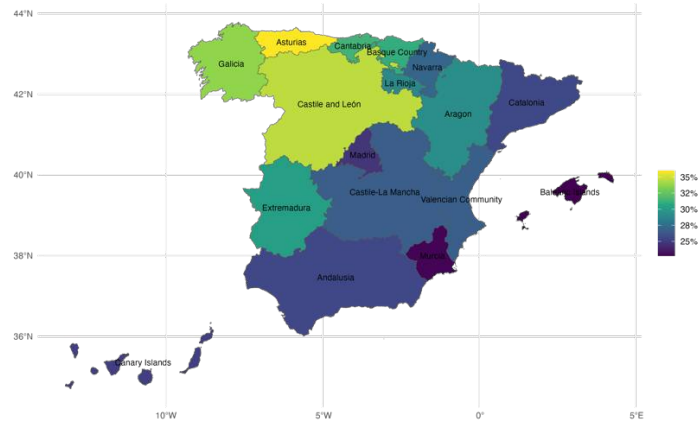 44°N
Asturias
Cantabria
Basque Country
Galicia
Navarra
42°N
La Rioja
Castile and León
Catalonia
Aragon
Madrid
40°N
35%
32%
30%
28%
25%
Castile-La Mancha
Valencian Community
Balearic Islands
Extremadura
38°N
Murcia
Andalusia
36°N
Canary Islands
10°W
5°W
0°
5°E